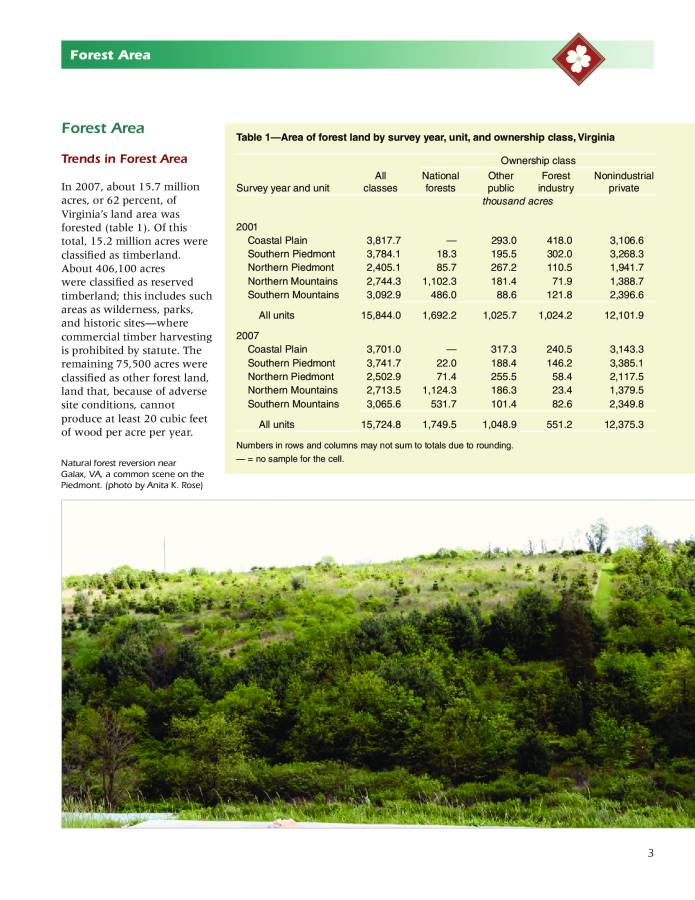 Forest Area
Forest Area
Trends in Forest Area
In 2007, about 15.7 million
acres, or 62 percent, of
Virginia's land area was
forested (table 1). Of this
total, 15.2 million acres were
classified as timberland.
About 406,100 acres
were classified as reserved
timberland; this includes such
areas as wilderness, parks,
and historic sites—where
commercial timber harvesting
is prohibited by statute. The
remaining 75,500 acres were
classified as other forest land,
land that, because of adverse
site conditions, cannot
produce at least 20 cubic feet
of wood per acre per year.
Natural forest reversion near
Galax, VA, a common scene on the
Piedmont. (photo by Anita K. Rose)
Table 1—Area of forest land by survey year, unit, and ownership class, Virginia
Ownership class
All National Other Forest Nonindustrial
Survey year and unit classes forests public industry private
thousand acres
2001
Coastal Plain 3,817.7 — 293.0 418.0 3,106.6
Southern Piedmont 3,784.1 18.3 195.5 302.0 3,268.3
Northern Piedmont 2,405.1 85.7 267.2 110.5 1,941.7
Northern Mountains 2,744.3 1,102.3 181.4 71.9 1,388.7
Southern Mountains 3,092.9 486.0 88.6 121.8 2,396.6
All units 15,844.0 1,692.2 1,025.7 1,024.2 12,101.9
2007
Coastal Plain 3,701.0 — 317.3 240.5 3,143.3
Southern Piedmont 3,741.7 22.0 188.4 146.2 3,385.1
Northern Piedmont 2,502.9 71.4 255.5 58.4 2,117.5
Northern Mountains 2,713.5 1,124.3 186.3 23.4 1,379.5
Southern Mountains 3,065.6 531.7 101.4 82.6 2,349.8
All units 15,724.8 1,749.5 1,048.9 551.2 12,375.3
Numbers in rows and columns may not sum to totals due to rounding.
— = no sample for the cell.
3